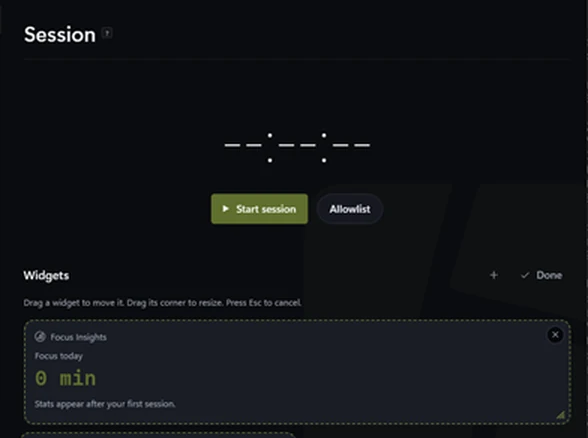 Session ?
--:--:--
Start session
Allowlist
Widgets
Done
Drag a widget to move it. Drag its corner to resize. Press Esc to cancel.
Focus Insights
Focus today
0 min
Stats appear after your first session.